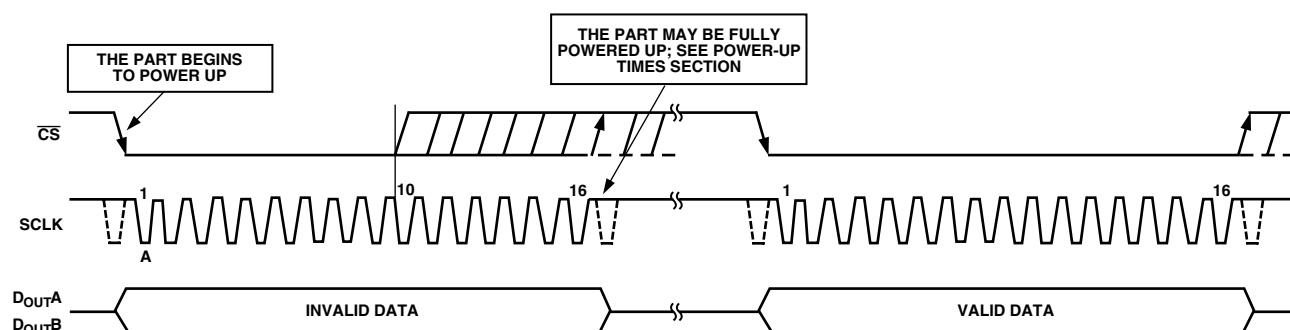 THE PART BEGINS
TO POWER UP
THE PART MAY BE FULLY
POWERED UP; SEE POWER-UP
TIMES SECTION
CS
1
10
16
1
16
SCLK
A
DOUTA
INVALID DATA
VALID DATA
DOUTB